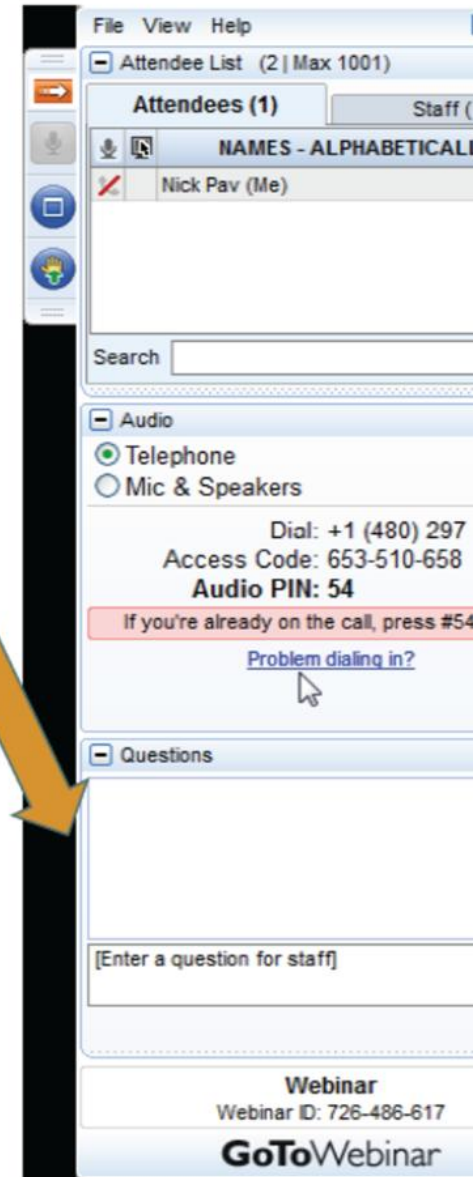 File View Help
Attendee List (2 | Max 1001)
Attendees (1) Staff (
NAMES - ALPHABETICALL
Nick Pav (Me)
Search
Audio
Telephone
Mic & Speakers
Dial: +1 (480) 297
Access Code: 653-510-658
Audio PIN: 54
If you're already on the call, press #54
Problem dialing in?
Questions
[Enter a question for staff]
Webinar
Webinar ID: 726-486-617
GoToWebinar